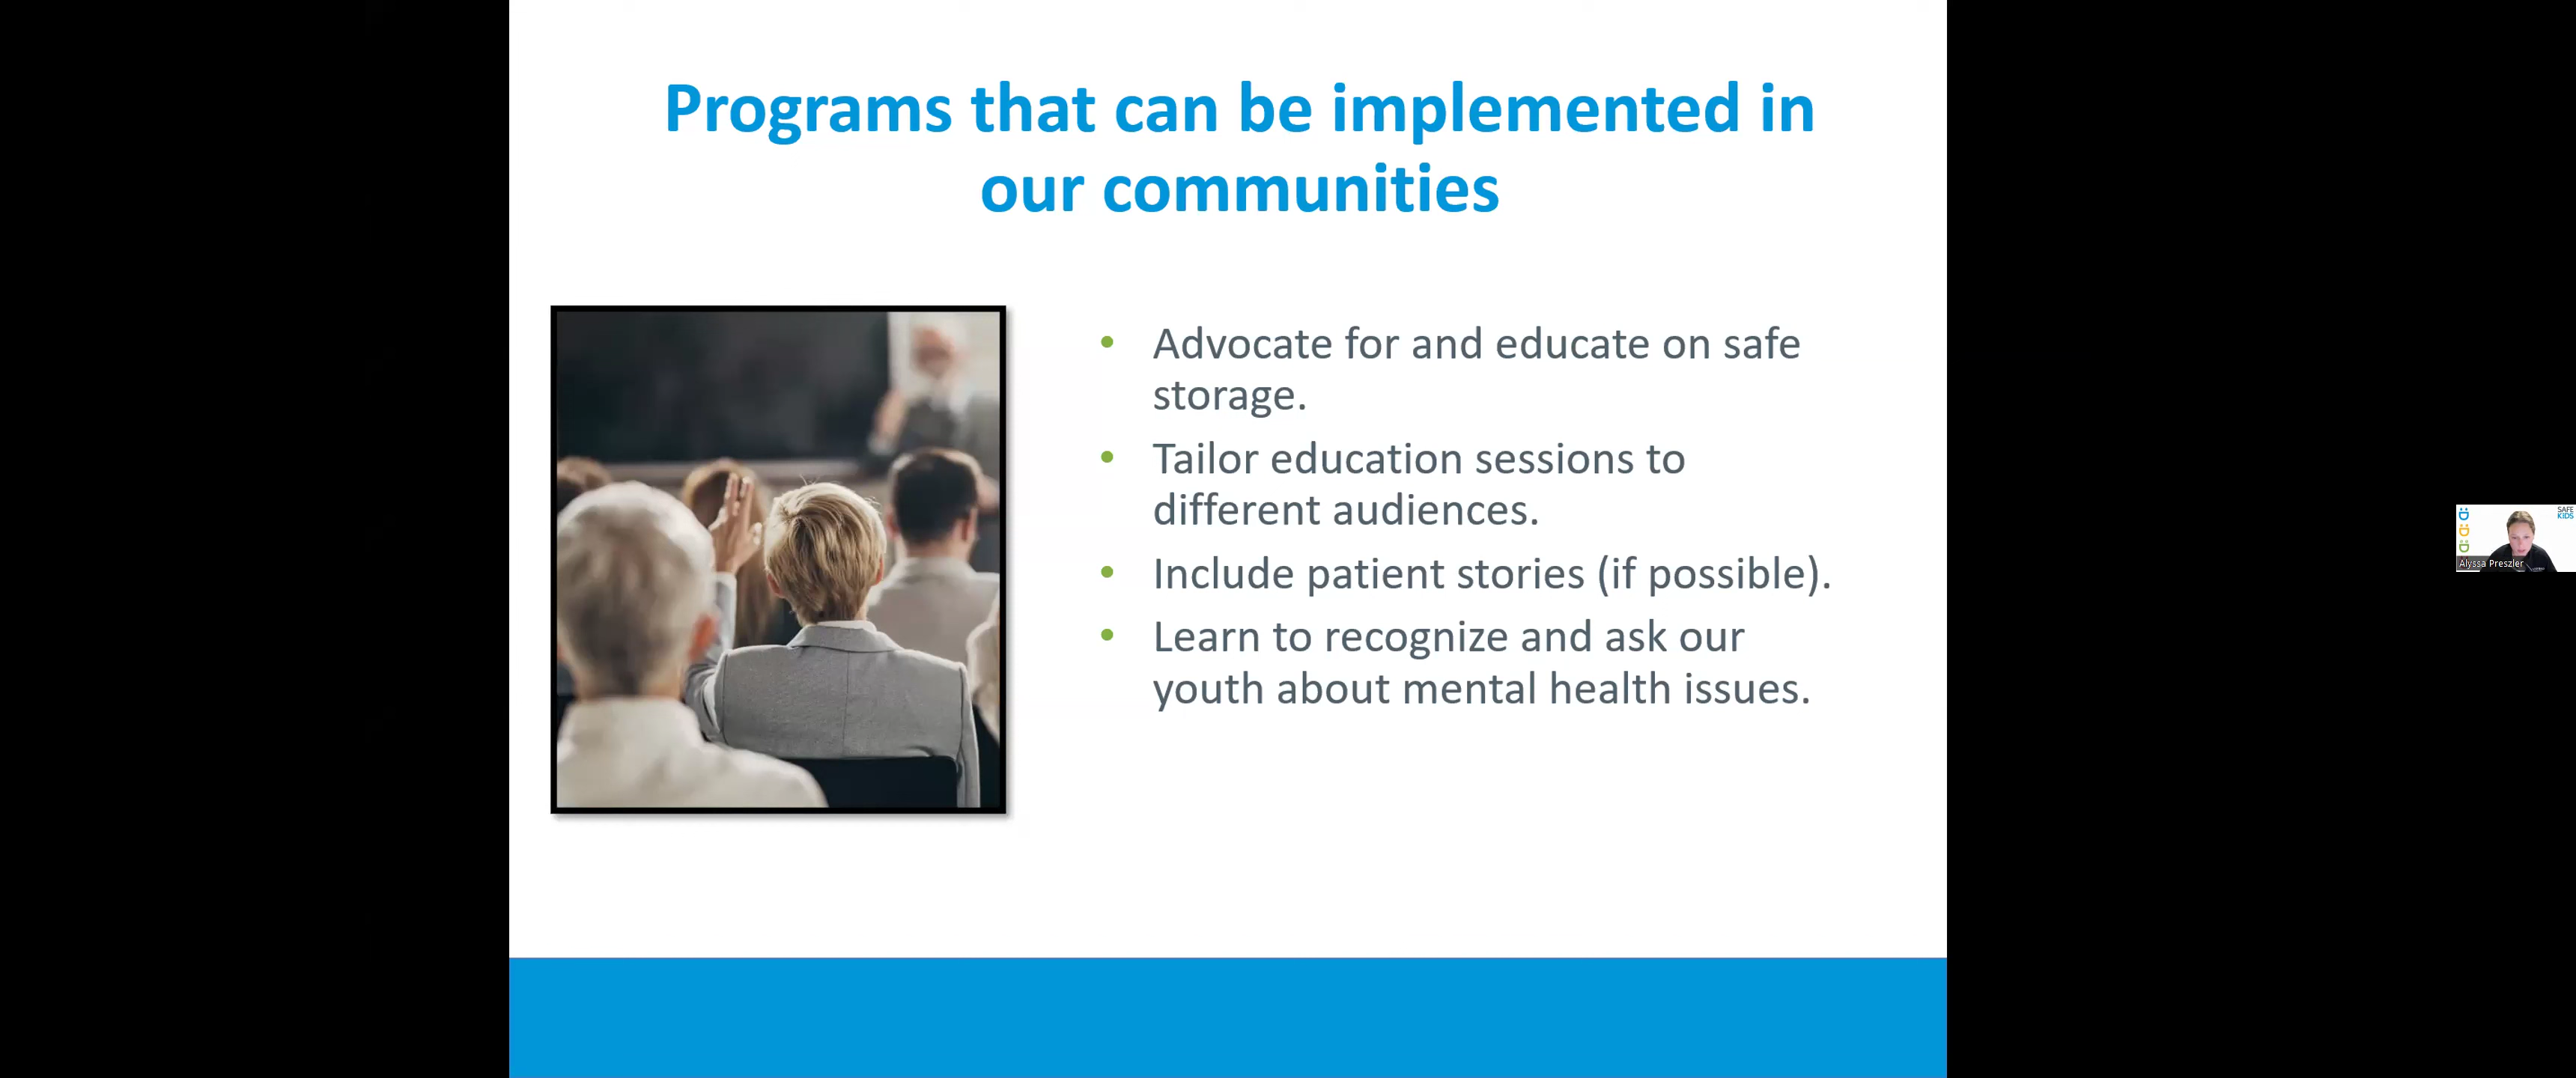 Programs that can be implemented in
our communities
• Advocate for and educate on safe
storage.
• Tailor education sessions to
different audiences.
• Include patient stories (if possible).
• Learn to recognize and ask our
youth about mental health issues.
SAFE
KIDS
Alyssa Preszler